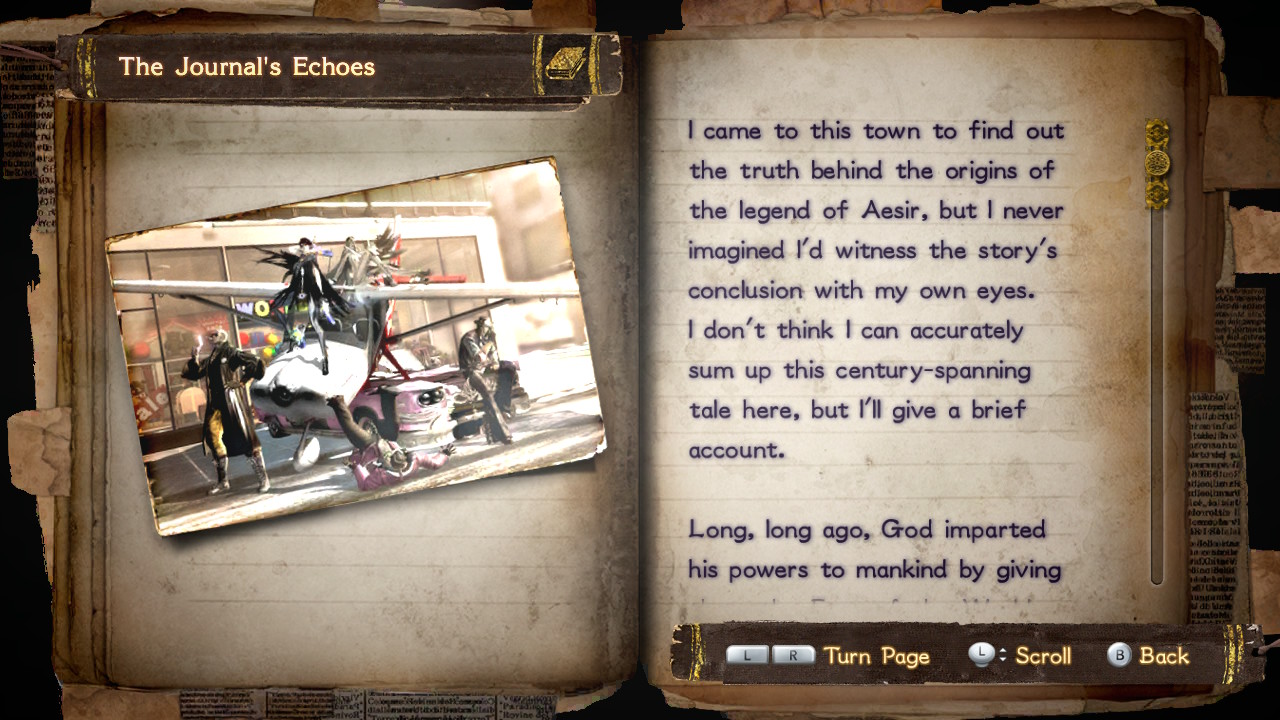 The Journal's Echoes
I came to this town to find out
the truth behind the origins of
the legend of Aesir, but I never
imagined I'd witness the story's
conclusion with my own eyes.
I don't think I can accurately
sum up this century-spanning
tale here, but I'll give a brief
account.
Long, long ago, God imparted
his powers to mankind by giving
L R Turn Page L Scroll B Back